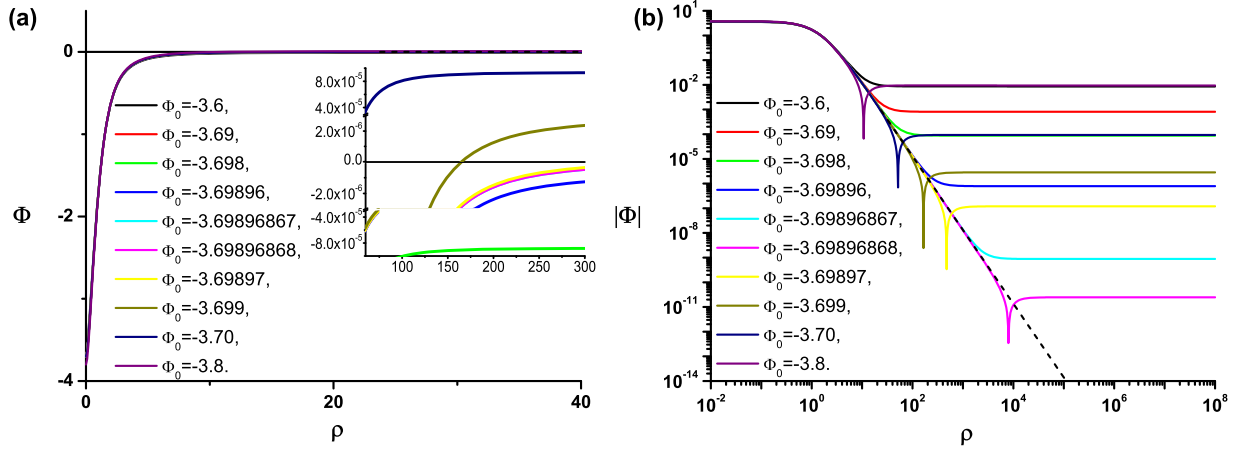 (a)
0
-2
-4
Φ
0
20
40
ρ
Φ₀=-3.6,
Φ₀=-3.69,
Φ₀=-3.698,
Φ₀=-3.69896,
Φ₀=-3.69896867,
Φ₀=-3.69896868,
Φ₀=-3.69897,
Φ₀=-3.699,
Φ₀=-3.70,
Φ₀=-3.8.
8.0x10⁻⁵
4.0x10⁻⁵
2.0x10⁻⁶
0.0
-2.0x10⁻⁶
-4.0x10⁻⁵
-8.0x10⁻⁵
100 150 200 250 300
(b)
10¹
10⁻²
10⁻⁵
10⁻⁸
10⁻¹¹
10⁻¹⁴
|Φ|
Φ₀=-3.6,
Φ₀=-3.69,
Φ₀=-3.698,
Φ₀=-3.69896,
Φ₀=-3.69896867,
Φ₀=-3.69896868,
Φ₀=-3.69897,
Φ₀=-3.699,
Φ₀=-3.70,
Φ₀=-3.8.
10⁻² 10⁰ 10² 10⁴ 10⁶ 10⁸
ρ